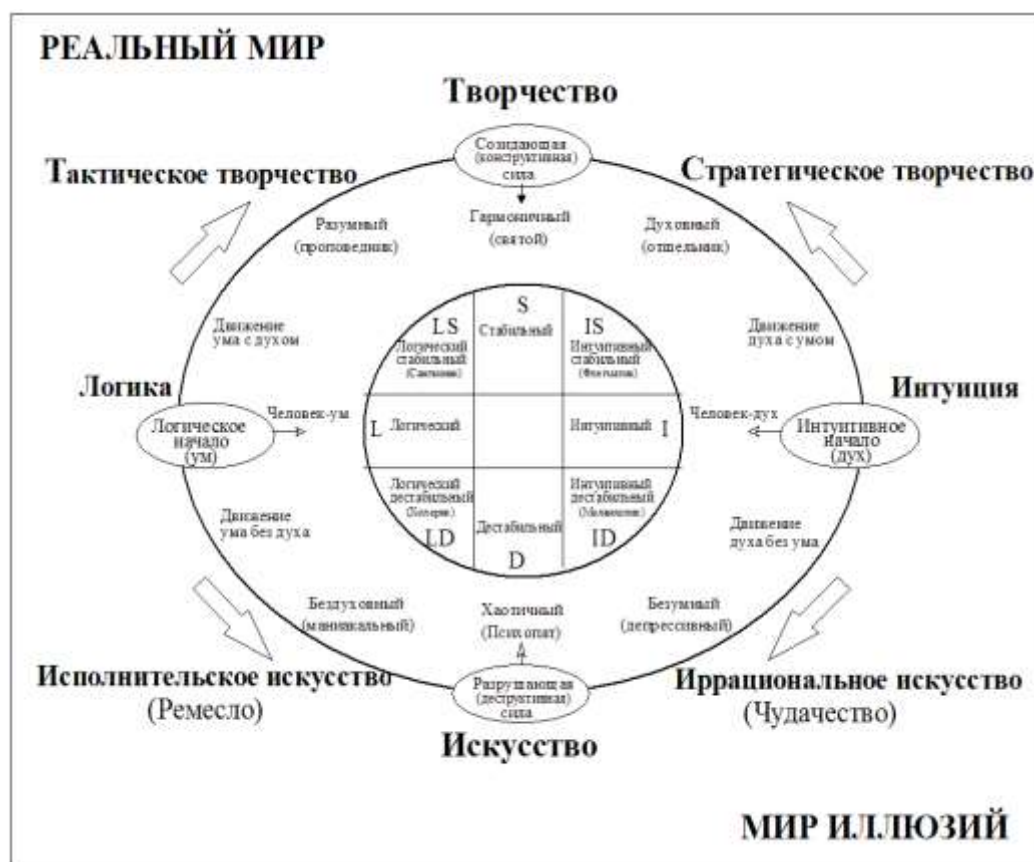 РЕАЛЬНЫЙ МИР
Творчество
Созидающая
(конструктивная)
сила
Тактическое творчество
Стратегическое творчество
Разумный
(проповедник)
Гармоничный
(святой)
Духовный
(отшельник)
Движение
ума с духом
Движение
духа с умом
S
Стабильный
LS
Логический
стабильный
(Сангвиник)
IS
Интуитивный
стабильный
(Флегматик)
Логика
Интуиция
Человек-ум
Человек-дух
Логическое
начало
(ум)
L Логический
Интуитивный I
Интуитивное
начало
(дух)
Логический
дестабильный
(Холерик)
LD
Интуитивный
дестабильный
(Меланхолик)
ID
Дестабильный
D
Движение
ума без духа
Движение
духа без ума
Бездуховный
(маниакальный)
Хаотичный
(Психопат)
Безумный
(депрессивный)
Исполнительское искусство
(Ремесло)
Разрушающая
(деструктивная)
сила
Иррациональное искусство
(Чудачество)
Искусство
МИР ИЛЛЮЗИЙ